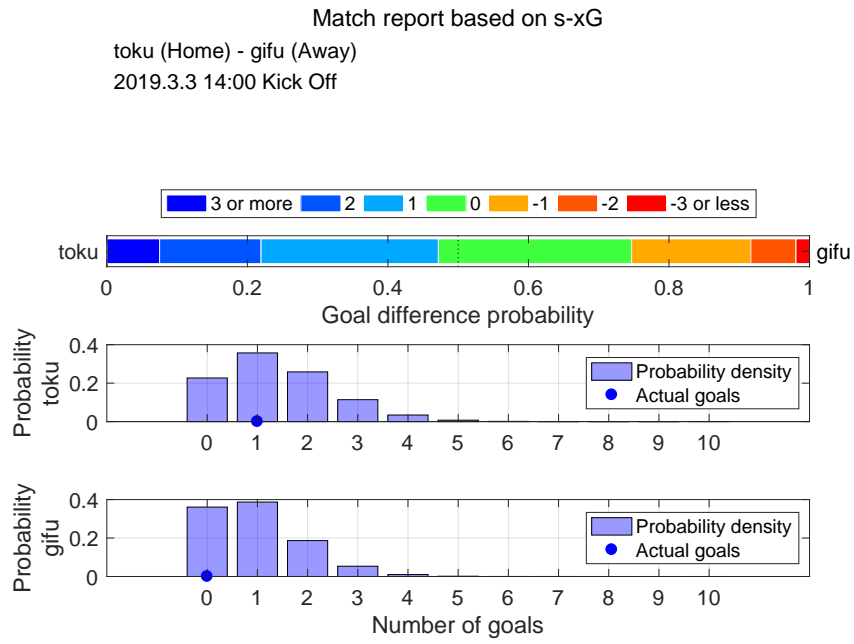 Match report based on s-xG
toku (Home) - gifu (Away)
2019.3.3 14:00 Kick Off
3 or more 2 1 0 -1 -2 -3 or less
toku gifu
0 0.2 0.4 0.6 0.8 1
Goal difference probability
Probability
toku
0.4
0.2
0
Probability density
Actual goals
0 1 2 3 4 5 6 7 8 9 10
Probability
gifu
0.4
0.2
0
Probability density
Actual goals
0 1 2 3 4 5 6 7 8 9 10
Number of goals